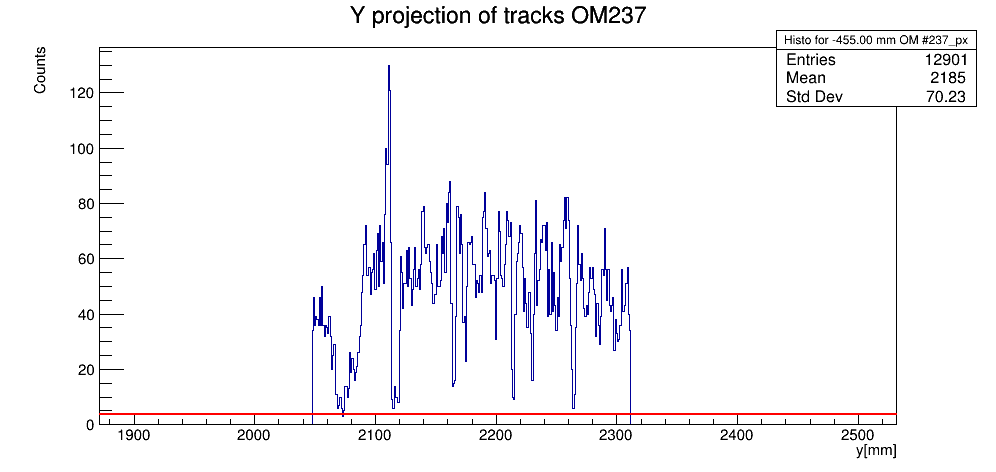 Y projection of tracks OM237
Histo for -455.00 mm OM #237_px
Entries 12901
Mean 2185
Std Dev 70.23
Counts
120
100
80
60
40
20
0
1900 2000 2100 2200 2300 2400 2500
y[mm]